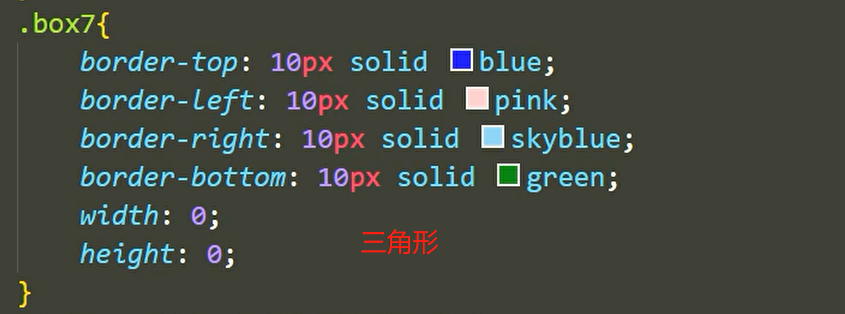 .box7{
border-top: 10px solid blue;
border-left: 10px solid pink;
border-right: 10px solid skyblue;
border-bottom: 10px solid green;
width: 0;
height: 0;
三角形
}